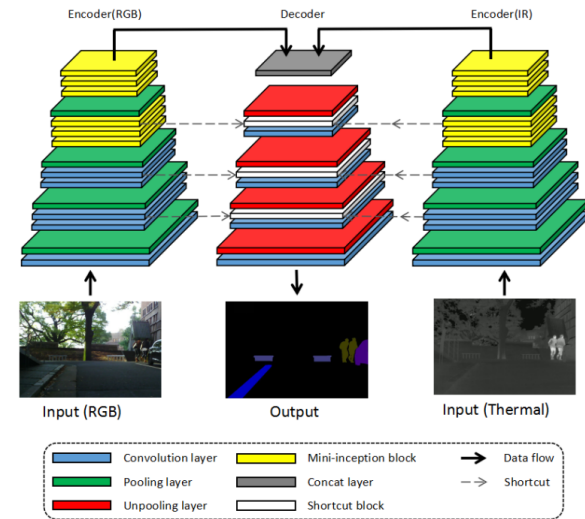 Encoder(RGB) Decoder Encoder(IR)
Input (RGB) Output Input (Thermal)
Convolution layer Mini-inception block Data flow
Pooling layer Concat layer Shortcut
Unpooling layer Shortcut block